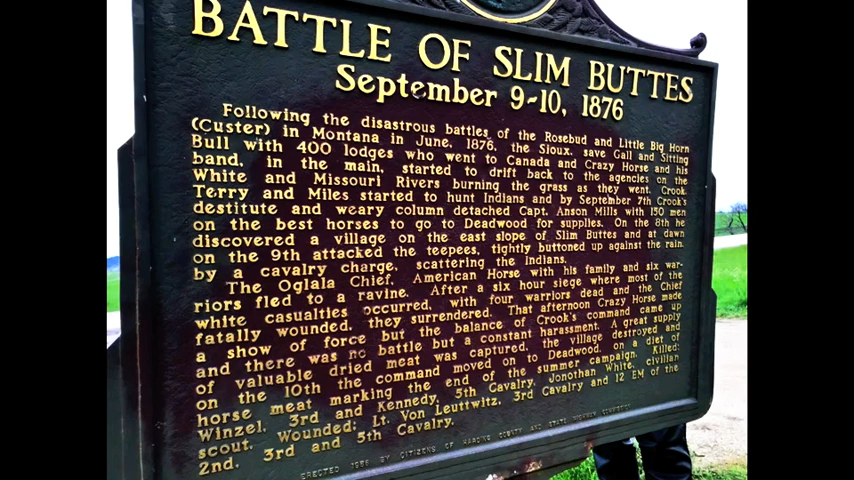 BATTLE OF SLIM BUTTES
September 9-10, 1876
Following the disastrous battles of the Rosebud and Little Big Horn
(Custer) in Montana in June, 1876, the Sioux, save Gall and Sitting
Bull with 400 lodges who went to Canada and Crazy Horse and his
band, in the main, started to drift back to the agencies on the
White and Missouri Rivers burning the grass as they went. Crook
Terry and Miles started to hunt Indians and by September 7th Crook's
destitute and weary column detached Capt. Anson Mills with 150 men
on the best horses to go to Deadwood for supplies. On the 8th he
discovered a village on the east slope of Slim Buttes and at dawn
on the 9th attacked the teepees, tightly buttoned up against the rain,
by a cavalry charge, scattering the Indians.
The Oglala Chief, American Horse with his family and six war-
riors fled to a ravine. After a six hour siege where most of the
white casualties occurred, with four warriors dead and the Chief
fatally wounded, they surrendered. That afternoon Crazy Horse made
a show of force but the balance of Crook's command came up
and there was no battle but a constant harassment. A great supply
of valuable dried meat was captured, the village destroyed and
on the 10th the command moved on to Deadwood, on a diet of
horse meat marking the end of the summer campaign. Killed:
Winzel, 3rd and Kennedy, 5th Cavalry, Jonothan White, civilian
scout. Wounded: Lt. Von Leuttwitz, 3rd Cavalry and 12 EM of the
2nd, 3rd and 5th Cavalry.
ERECTED BY CITIZENS OF HARDING COUNTY AND STATE HIGHWAY COMMISSION